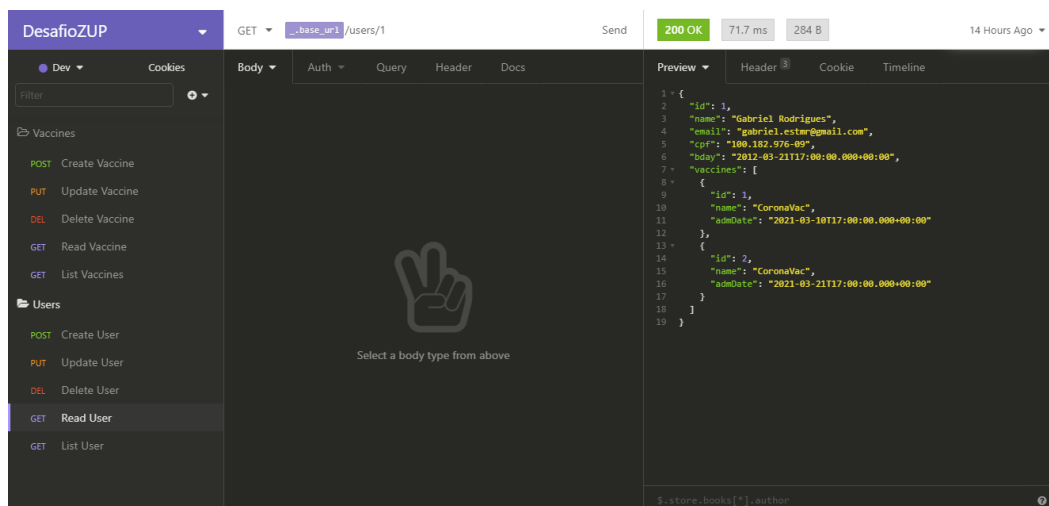 DesafioZUP
Dev
Cookies
Filter
Vaccines
POST Create Vaccine
PUT Update Vaccine
DEL Delete Vaccine
GET Read Vaccine
GET List Vaccines
Users
POST Create User
PUT Update User
DEL Delete User
GET Read User
GET List User
GET _.base_url /users/1 Send
Body Auth Query Header Docs
Select a body type from above
200 OK 71.7 ms 284 B 14 Hours Ago
Preview Header 3 Cookie Timeline
1 {
2 "id": 1,
3 "name": "Gabriel Rodrigues",
4 "email": "gabriel.estmr@gmail.com",
5 "cpf": "100.182.976-09",
6 "bday": "2012-03-21T17:00:00.000+00:00",
7 "vaccines": [
8 {
9 "id": 1,
10 "name": "CoronaVac",
11 "admDate": "2021-03-10T17:00:00.000+00:00"
12 },
13 {
14 "id": 2,
15 "name": "CoronaVac",
16 "admDate": "2021-03-21T17:00:00.000+00:00"
17 }
18 ]
19 }
$.store.books[*].author